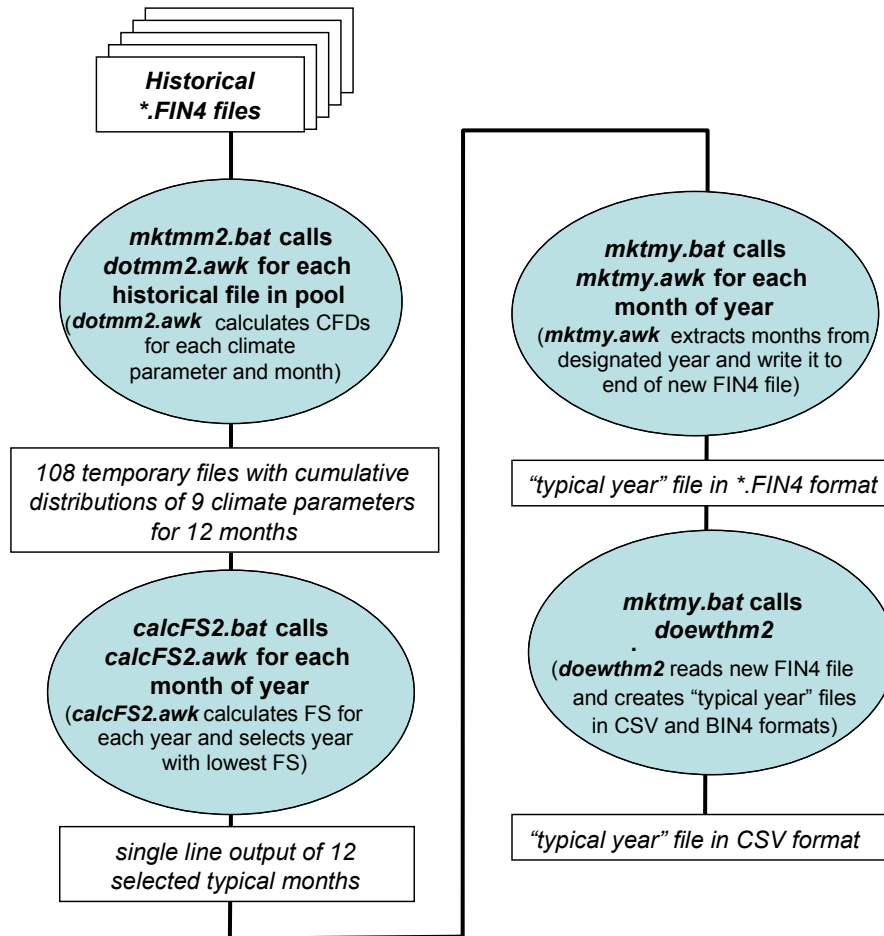 Historical
*.FIN4 files
mktmm2.bat calls
dotmm2.awk for each
historical file in pool
(dotmm2.awk calculates CFDs
for each climate
parameter and month)
108 temporary files with cumulative
distributions of 9 climate parameters
for 12 months
calcFS2.bat calls
calcFS2.awk for each
month of year
(calcFS2.awk calculates FS for
each year and selects year
with lowest FS)
single line output of 12
selected typical months
mktmy.bat calls
mktmy.awk for each
month of year
(mktmy.awk extracts months from
designated year and write it to
end of new FIN4 file)
“typical year” file in *.FIN4 format
mktmy.bat calls
doewthm2
.
(doewthm2 reads new FIN4 file
and creates “typical year” files
in CSV and BIN4 formats)
“typical year” file in CSV format